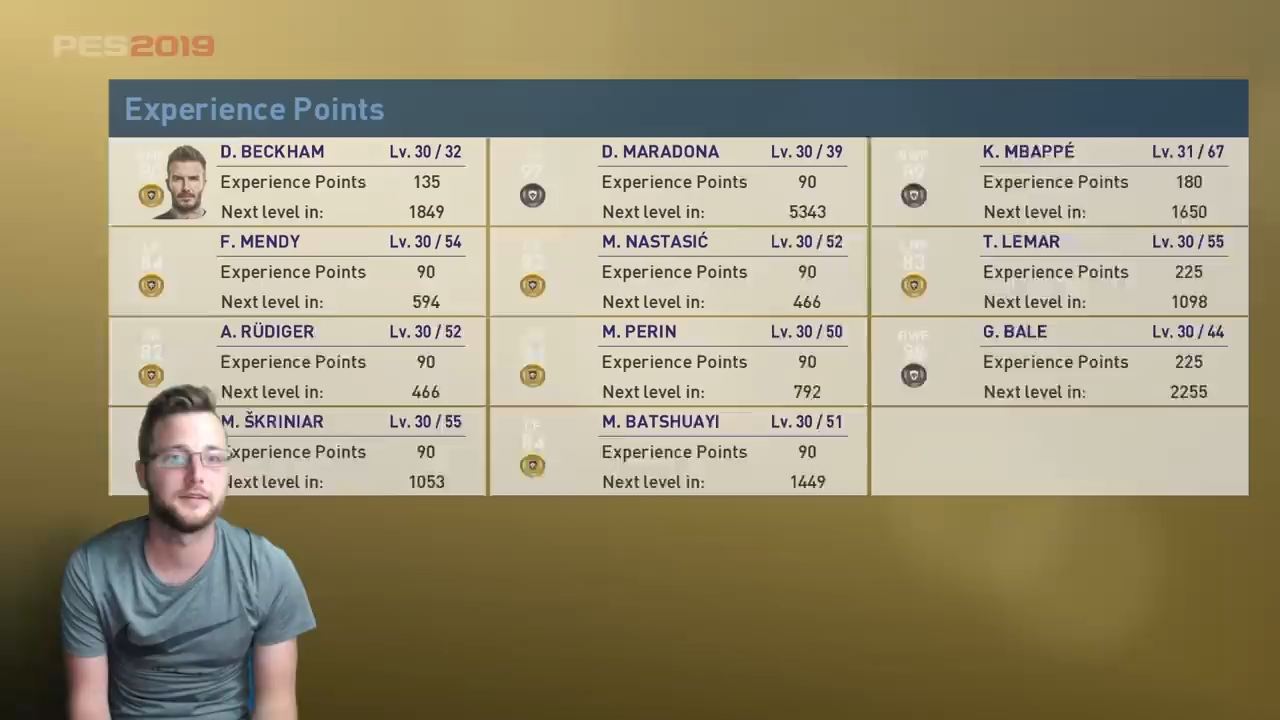 PES2019
Experience Points
D. BECKHAM Lv. 30 / 32
Experience Points 135
Next level in: 1849
D. MARADONA Lv. 30 / 39
Experience Points 90
Next level in: 5343
K. MBAPPÉ Lv. 31 / 67
Experience Points 180
Next level in: 1650
F. MENDY Lv. 30 / 54
Experience Points 90
Next level in: 594
M. NASTASIĆ Lv. 30 / 52
Experience Points 90
Next level in: 466
T. LEMAR Lv. 30 / 55
Experience Points 225
Next level in: 1098
A. RÜDIGER Lv. 30 / 52
Experience Points 90
Next level in: 466
M. PERIN Lv. 30 / 50
Experience Points 90
Next level in: 792
G. BALE Lv. 30 / 44
Experience Points 225
Next level in: 2255
M. ŠKRINIAR Lv. 30 / 55
Experience Points 90
Next level in: 1053
M. BATSHUAYI Lv. 30 / 51
Experience Points 90
Next level in: 1449